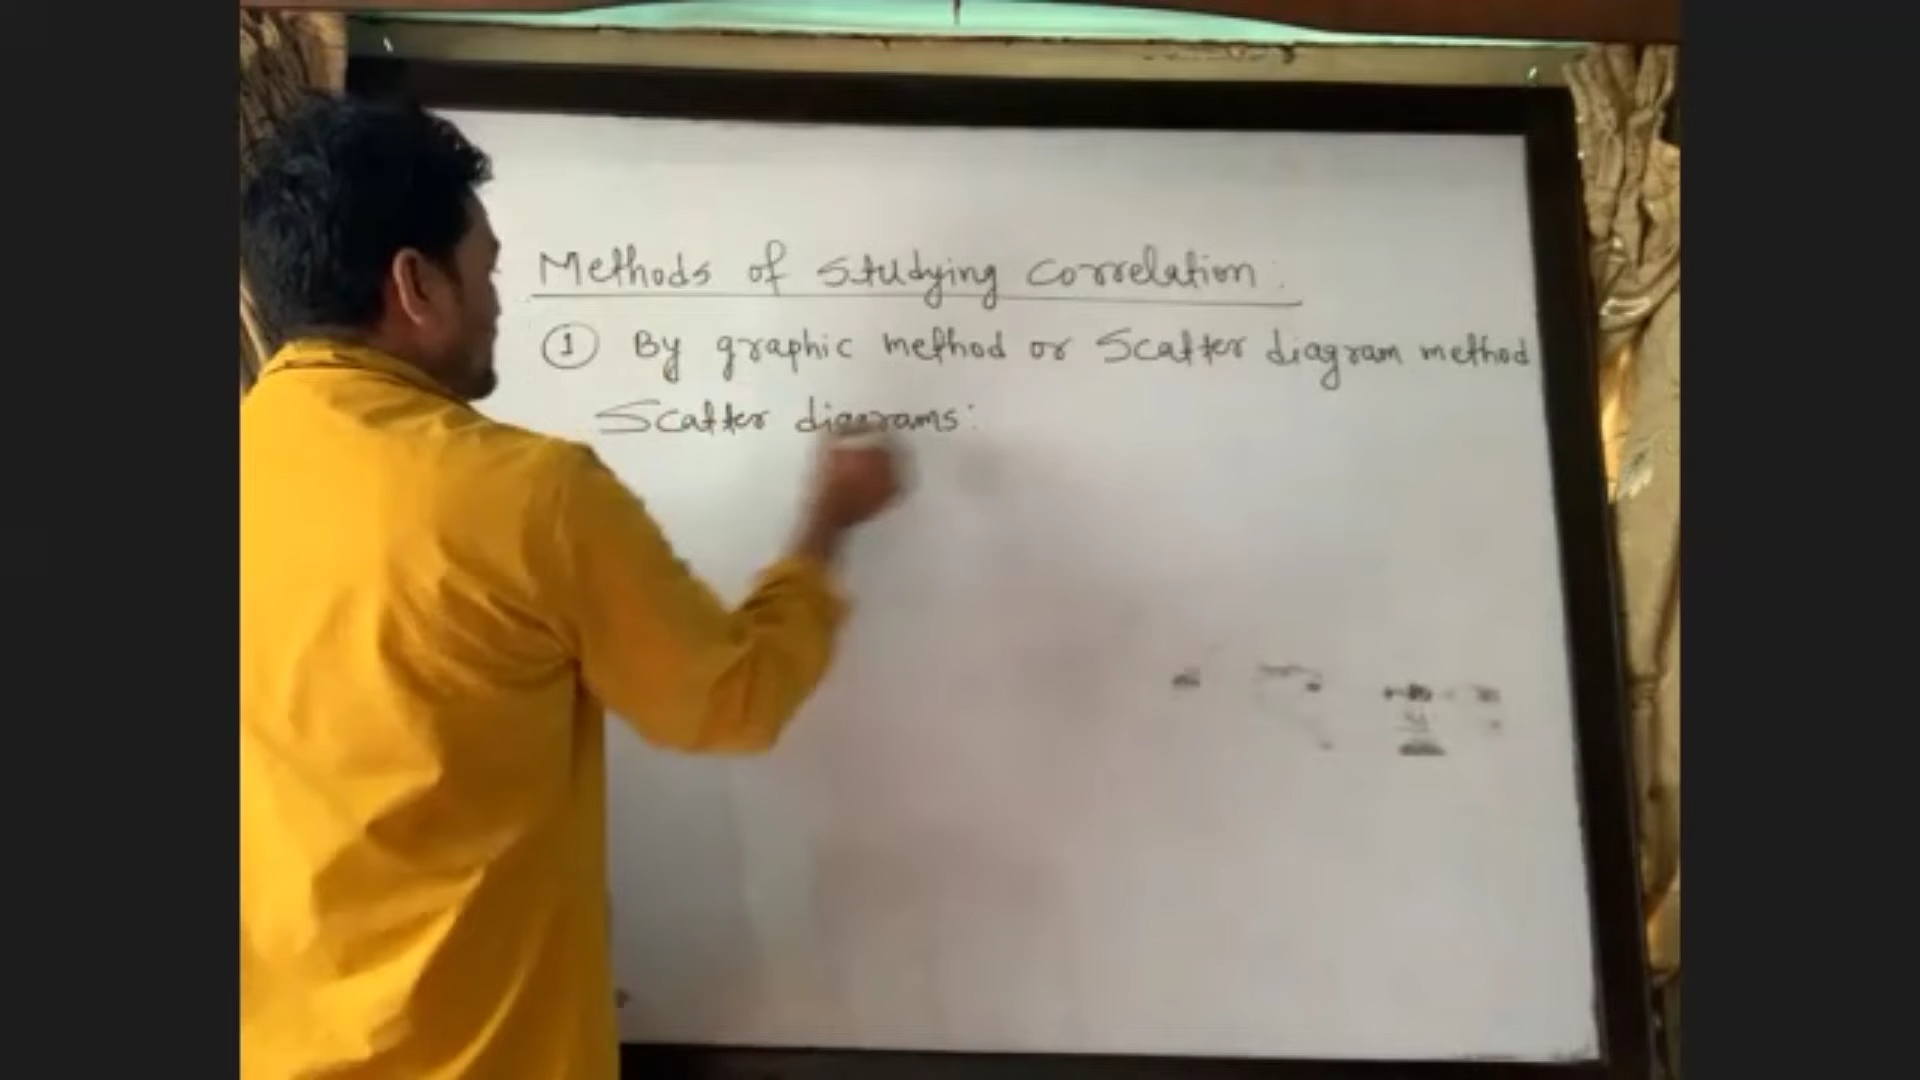 Methods of studying correlation:
① By graphic method or Scatter diagram method
Scatter diagrams: